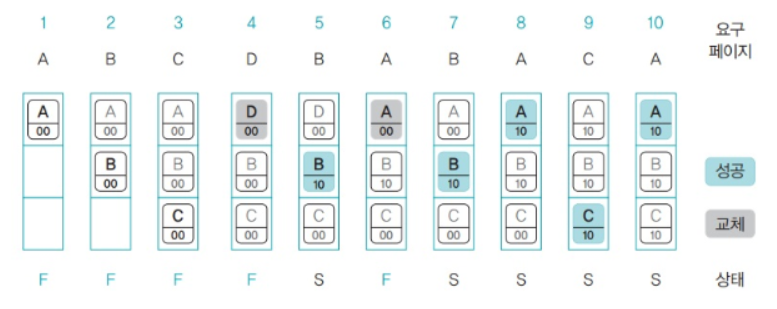 1 2 3 4 5 6 7 8 9 10 요구
페이지
A B C D B A B A C A
A A A D D A A A A A
00 00 00 00 00 00 00 10 10 10
B B B B B B B B B
00 00 00 10 10 10 10 10 10
성공
C C C C C C C C
00 00 00 00 00 00 10 10
교체
F F F F S F S S S S 상태